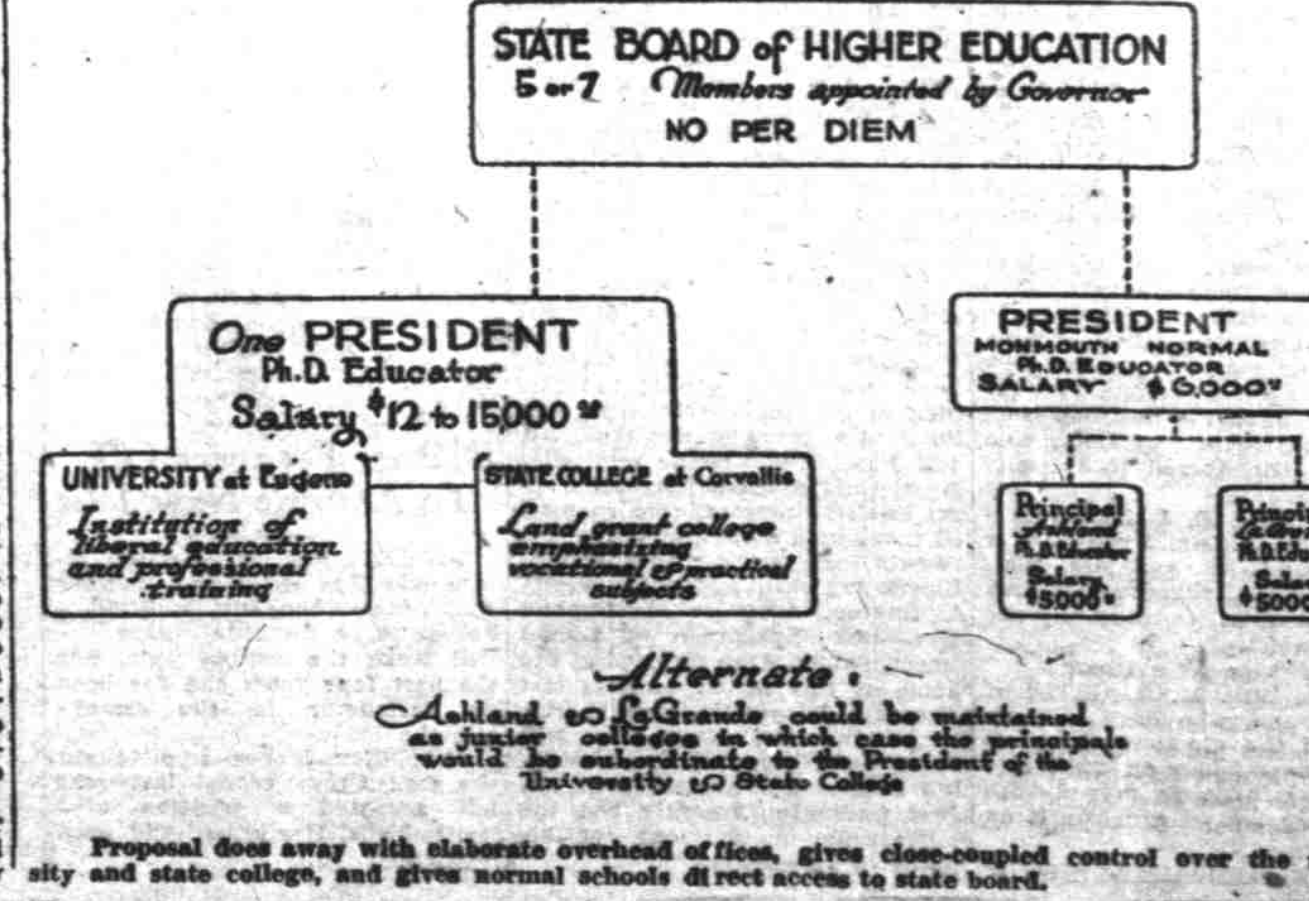 STATE BOARD of HIGHER EDUCATION
5 or 7 Members appointed by Governor
NO PER DIEM
One PRESIDENT
Ph.D. Educator
Salary $12 to 15,000
UNIVERSITY at Eugene
Institution of
liberal education
and professional
training
STATE COLLEGE at Corvallis
Land grant college
emphasizing
vocational & practical
subjects
PRESIDENT
MONMOUTH NORMAL
Ph.D. EDUCATOR
SALARY $6,000
Principal
Ashland
Ph.D. Educator
Salary
$5000
Alternate:
Ashland & LaGrande could be maintained
as junior colleges in which case the principals
would be subordinate to the President of the
University & State College
Proposal does away with elaborate overhead offices, gives close-coupled control over the
sity and state college, and gives normal schools direct access to state board.